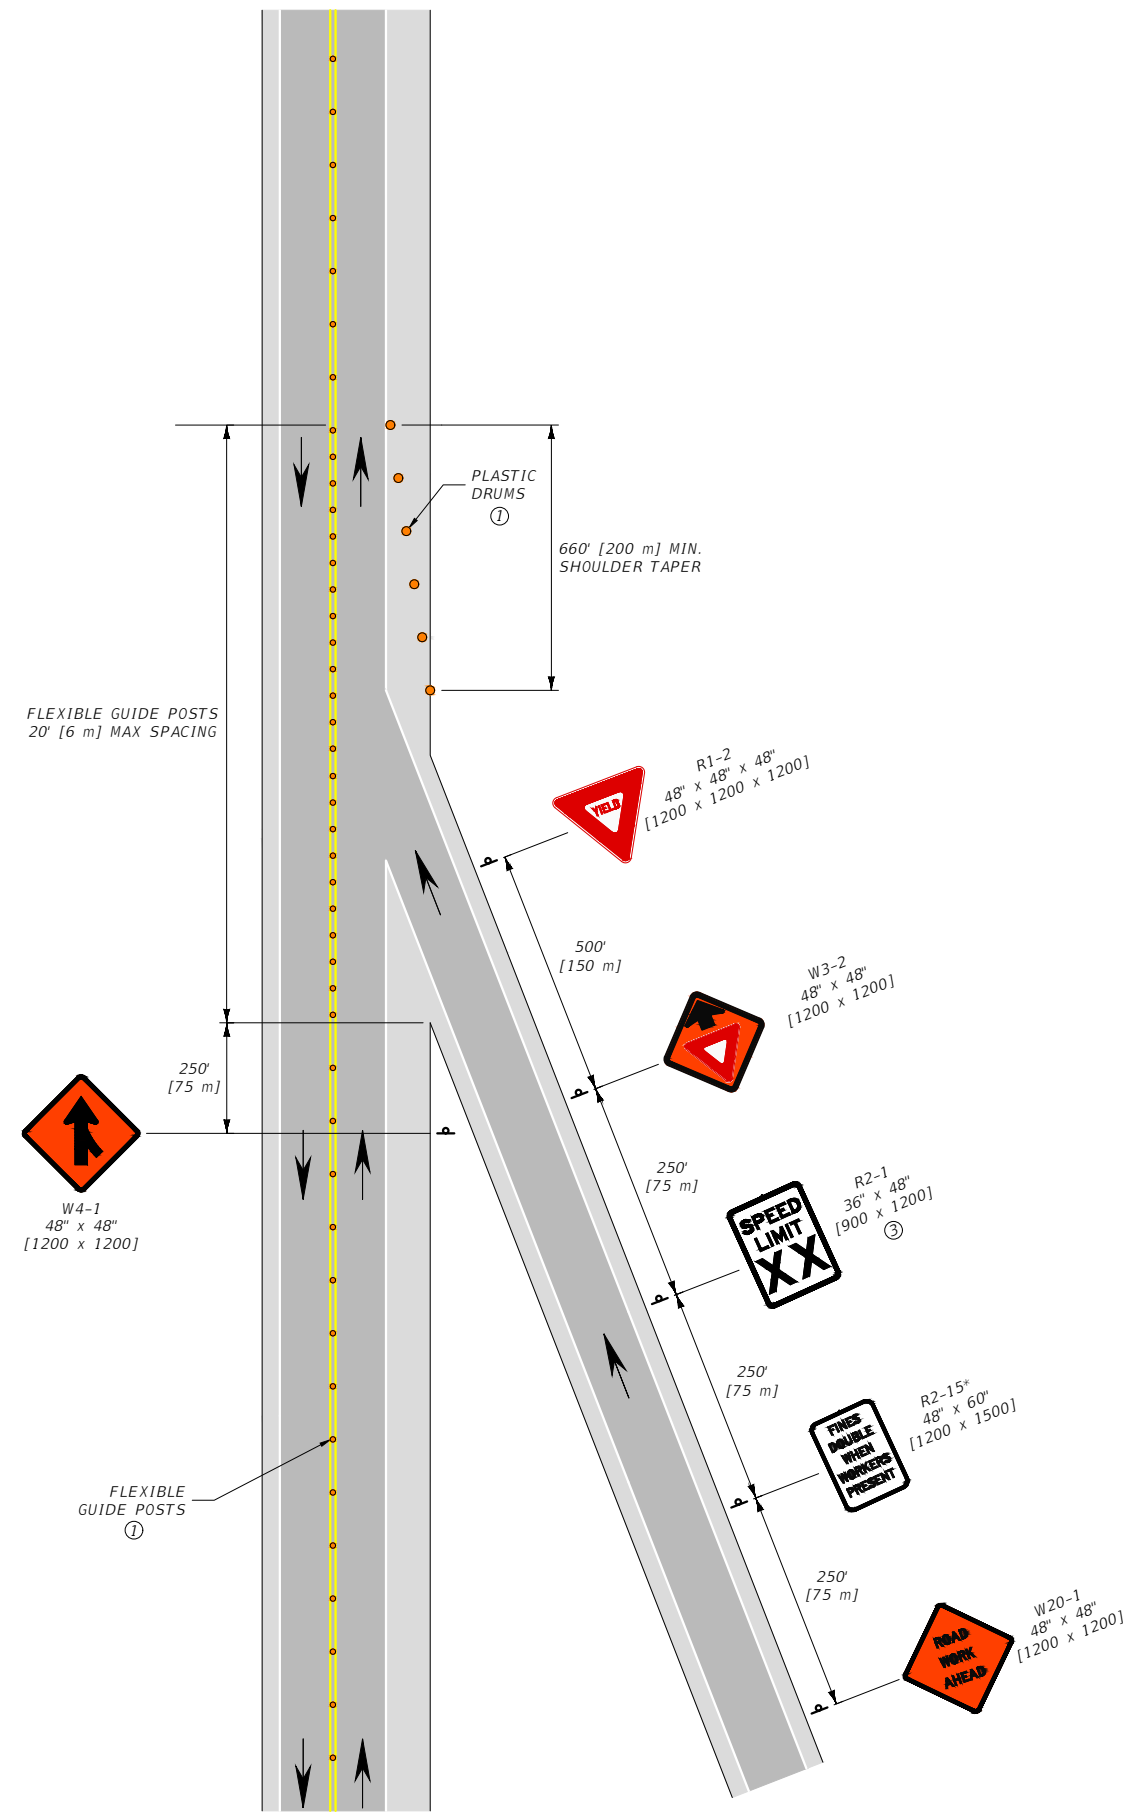 PLASTIC
DRUMS
1
660' [200 m] MIN.
SHOULDER TAPER
FLEXIBLE GUIDE POSTS
20' [6 m] MAX SPACING
R1-2
48" x 48" x 48"
[1200 x 1200 x 1200]
YIELD
500'
[150 m]
W3-2
48" x 48"
[1200 x 1200]
250'
[75 m]
W4-1
48" x 48"
[1200 x 1200]
250'
[75 m]
R2-1
36" x 48"
[900 x 1200]
3
SPEED
LIMIT
XX
250'
[75 m]
R2-15*
48" x 60"
[1200 x 1500]
FINES
DOUBLE
WHEN
WORKERS
PRESENT
FLEXIBLE
GUIDE POSTS
1
250'
[75 m]
W20-1
48" x 48"
[1200 x 1200]
ROAD
WORK
AHEAD